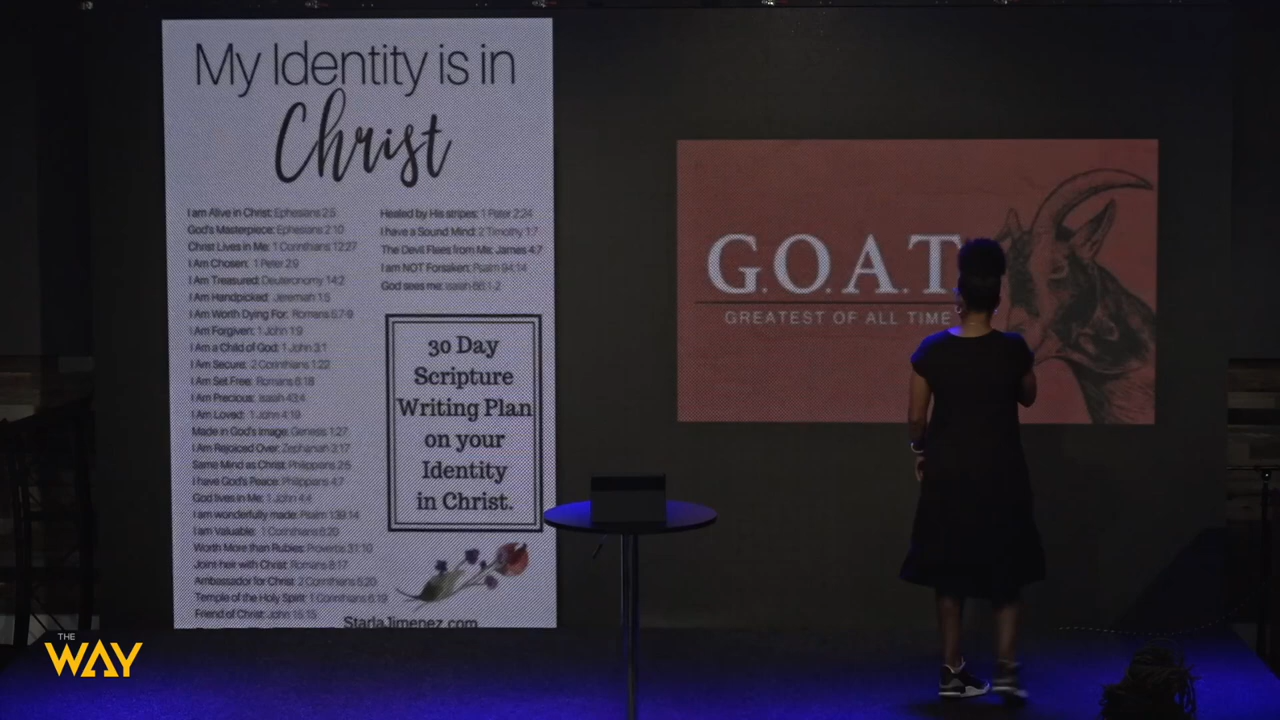 My Identity is in
Christ
I am Alive in Christ: Ephesians 2:5
God's Masterpiece: Ephesians 2:10
Christ Lives in Me: 1 Corinthians 12:27
I Am Chosen: 1 Peter 2:9
I Am Treasured: Deuteronomy 14:2
I Am Handpicked: Jeremiah 1:5
I Am Worth Dying For: Romans 5:7-9
I Am Forgiven: 1 John 1:9
I Am a Child of God: 1 John 3:1
I Am Secure: 2 Corinthians 1:22
I Am Set Free: Romans 6:18
I Am Precious: Isaiah 43:4
I Am Loved: 1 John 4:19
Made in God's Image: Genesis 1:27
I Am Rejoiced Over: Zephaniah 3:17
Same Mind as Christ: Philippians 2:5
I have God's Peace: Philippians 4:7
God lives in Me: 1 John 4:4
I am wonderfully made: Psalm 139:14
I am Valuable: 1 Corinthians 6:20
Worth More than Rubies: Proverbs 31:10
Joint heir with Christ: Romans 8:17
Ambassador for Christ: 2 Corinthians 5:20
Temple of the Holy Spirit: 1 Corinthians 6:19
Friend of Christ: John 15:15
Healed by His stripes: 1 Peter 2:24
I have a Sound Mind: 2 Timothy 1:7
The Devil Flees from Me: James 4:7
I am NOT Forsaken: Psalm 94:14
God sees me: Isaiah 66:1-2
30 Day
Scripture
Writing Plan
on your
Identity
in Christ.
StarlaJimenez.com
G.O.A.T
GREATEST OF ALL TIME
THE
WAY